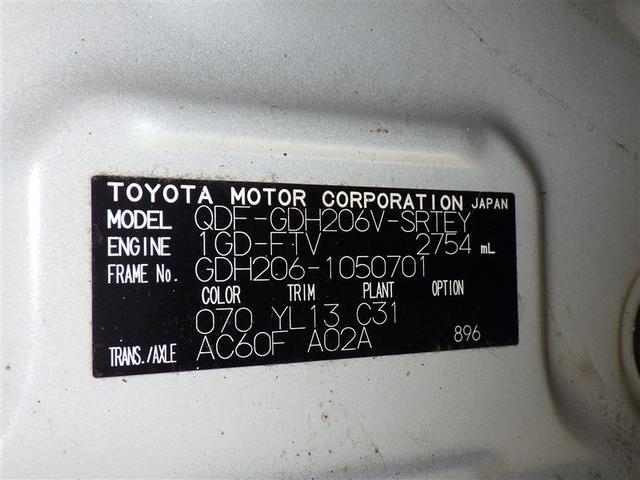 TOYOTA MOTOR CORPORATION JAPAN
MODEL QDF-GDH206V-SRTEY
ENGINE 1GD-FTV 2754 mL
FRAME No. GDH206-1050701
COLOR TRIM PLANT OPTION
070 YL13 C31
TRANS./AXLE AC60F A02A 896